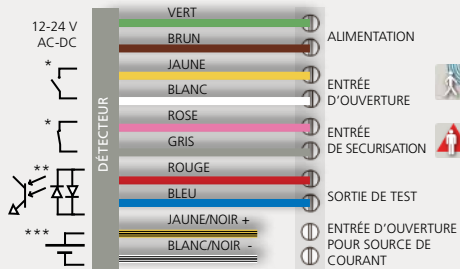 12-24 V
AC-DC
*
*
**
***
DÉTECTEUR
VERT
BRUN
JAUNE
BLANC
ROSE
GRIS
ROUGE
BLEU
JAUNE/NOIR +
BLANC/NOIR -
ALIMENTATION
ENTRÉE
D'OUVERTURE
ENTRÉE
DE SECURISATION
SORTIE DE TEST
ENTRÉE D'OUVERTURE
POUR SOURCE DE
COURANT